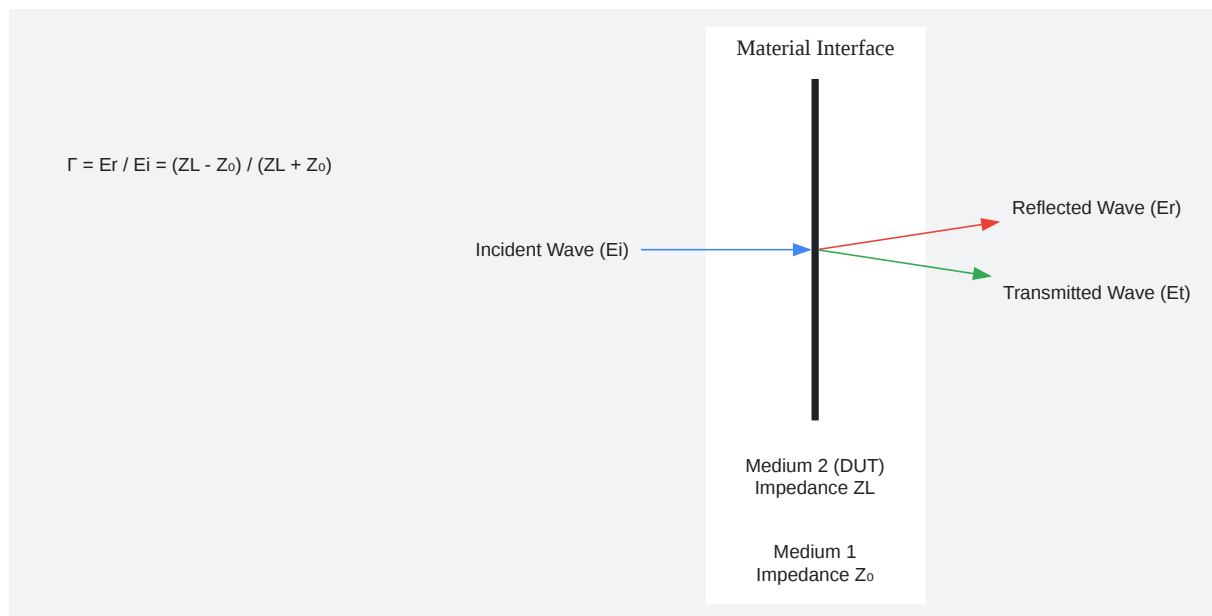 Material Interface
Γ = Er / Ei = (ZL - Z₀) / (ZL + Z₀)
Reflected Wave (Er)
Incident Wave (Ei)
Transmitted Wave (Et)
Medium 2 (DUT)
Impedance ZL
Medium 1
Impedance Z₀